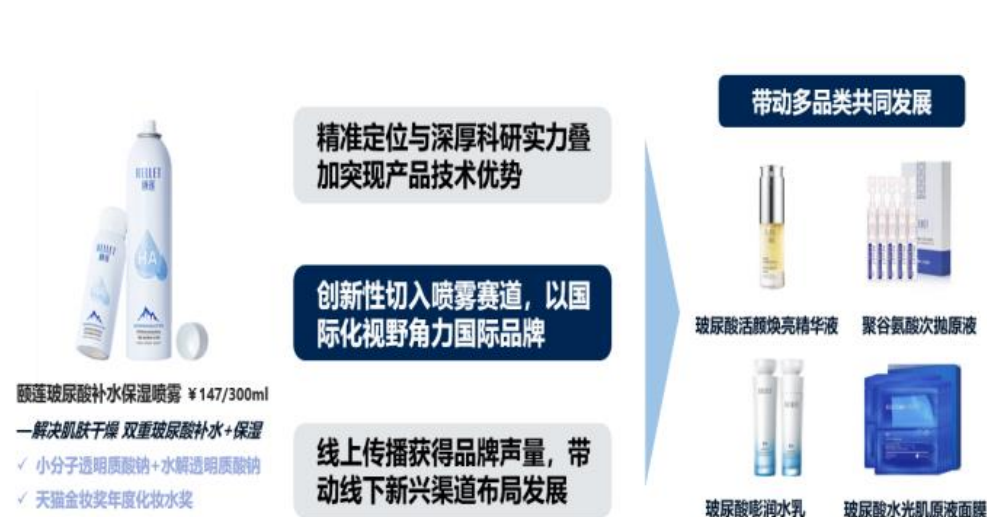 带动多品类共同发展
精准定位与深厚科研实力叠
加突现产品技术优势
创新性切入喷雾赛道，以国
际化视野角力国际品牌
线上传播获得品牌声量，带
动线下新兴渠道布局发展
HA
颐莲玻尿酸补水保湿喷雾 ¥147/300ml
—解决肌肤干燥 双重玻尿酸补水+保湿
✓ 小分子透明质酸钠+水解透明质酸钠
✓ 天猫金妆奖年度化妆水奖
玻尿酸活颜焕亮精华液
聚谷氨酸次抛原液
玻尿酸嘭润水乳
玻尿酸水光肌原液面膜